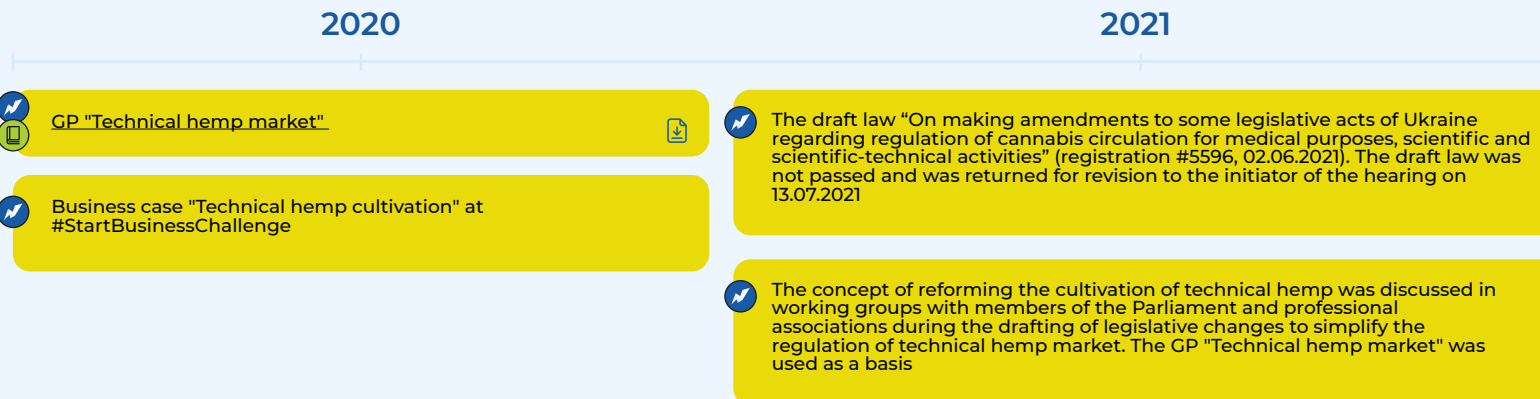 2020
2021
GP "Technical hemp market"
Business case "Technical hemp cultivation" at
#StartBusinessChallenge
The draft law “On making amendments to some legislative acts of Ukraine
regarding regulation of cannabis circulation for medical purposes, scientific and
scientific-technical activities” (registration #5596, 02.06.2021). The draft law was
not passed and was returned for revision to the initiator of the hearing on
13.07.2021
The concept of reforming the cultivation of technical hemp was discussed in
working groups with members of the Parliament and professional
associations during the drafting of legislative changes to simplify the
regulation of technical hemp market. The GP "Technical hemp market" was
used as a basis